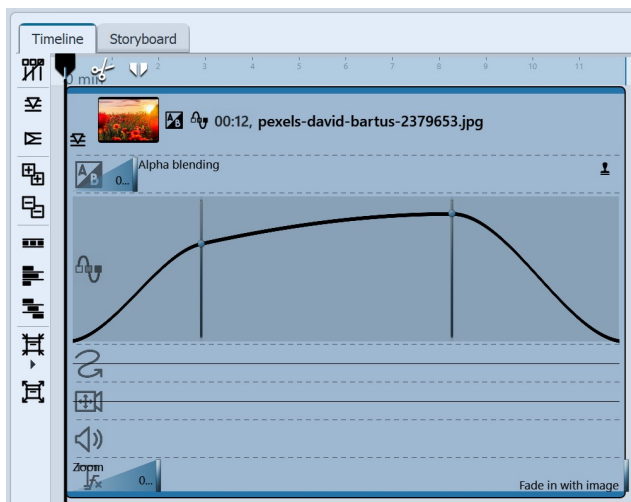 Timeline Storyboard
0 min 2 3 4 5 6 7 8 9 10 11
00:12, pexels-david-bartus-2379653.jpg
A B 0... Alpha blending
Zoom
fx 0... Fade in with image